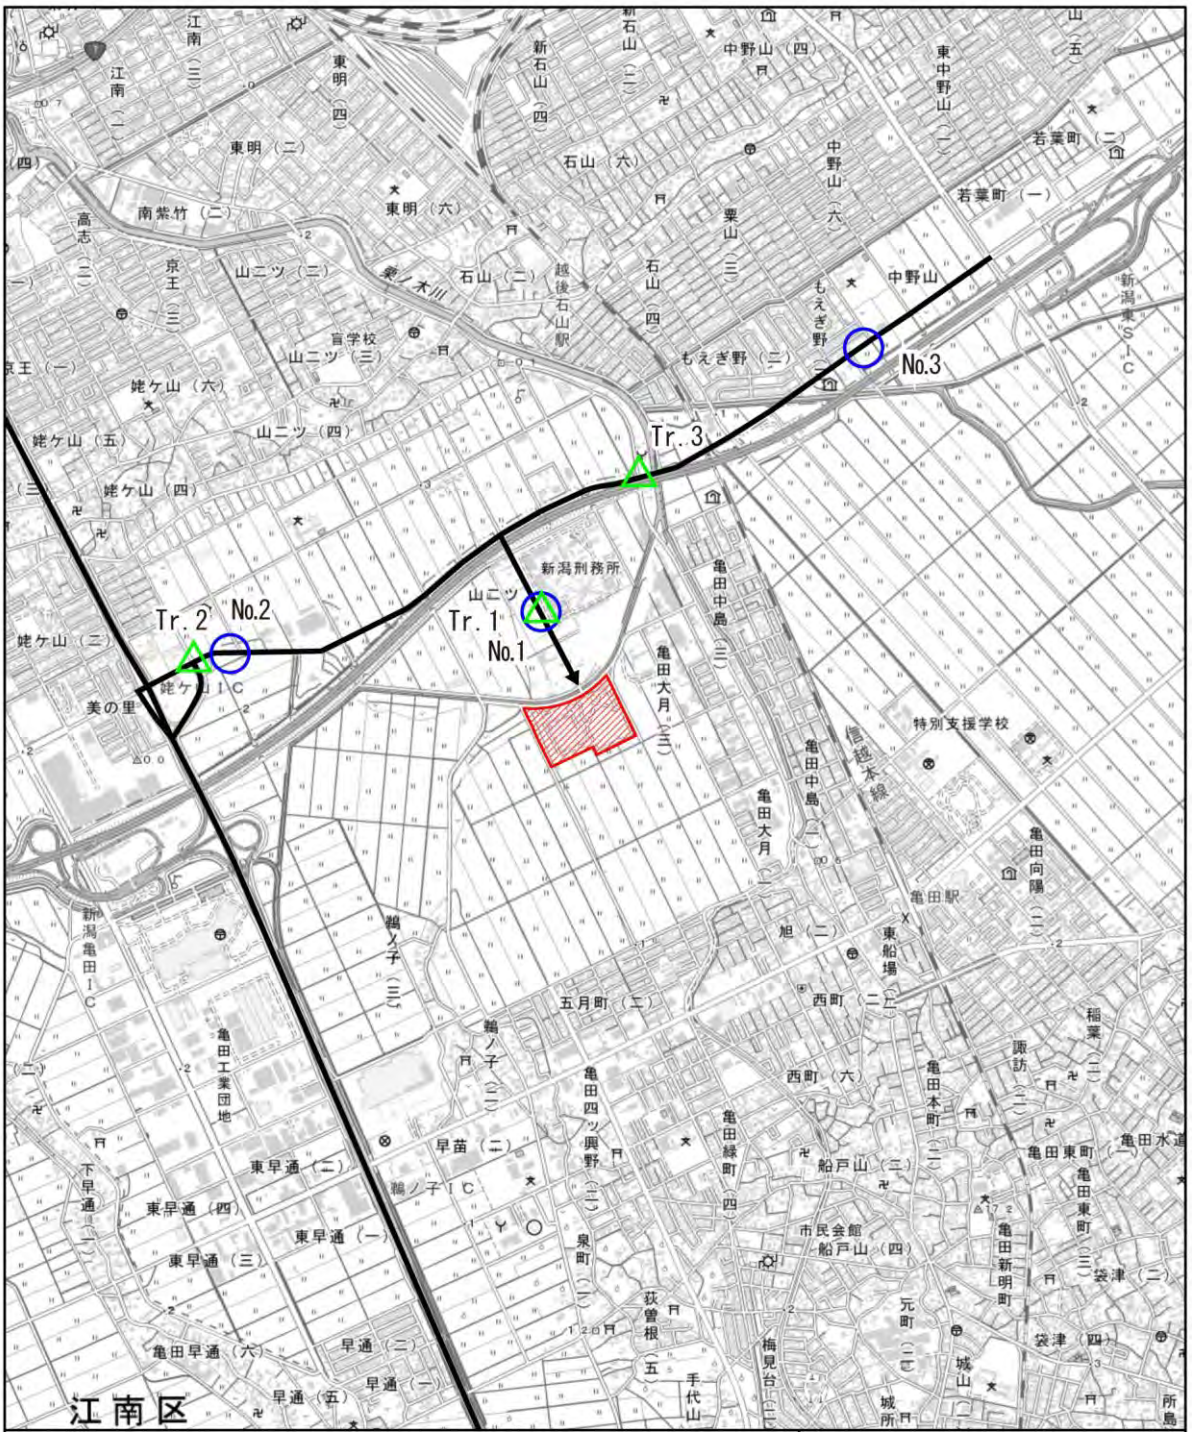 江南（三）
江南（一）
東明（四）
新石山（四）
新石山（二）
中野山（四）
東中野山（一）
山（五）
東明（二）
石山（六）
中野山（六）
若葉町（二）
若葉町（一）
（四）
南紫竹（二）
東明（六）
栗山（三）
高志（二）
京王（三）
山二ツ（二）
栗ノ木川
石山（二）
越後石山駅
石山（四）
中野山
もえぎ野（一）
新潟東SIC
盲学校
山二ツ（三）
もえぎ野（二）
No.3
京王（一）
姥ケ山（六）
山二ツ（四）
姥ケ山（五）
姥ケ山（四）
Tr. 3
新潟刑務所
山二ツ
亀田中島（三）
Tr. 2
No.2
Tr. 1
No.1
姥ケ山（二）
姥ケ山IC
美の里
亀田大月（三）
特別支援学校
信越本線
亀田中島（一）
亀田大月（一）
亀田向陽（二）
亀田駅
新潟亀田IC
鵜ノ子（三）
旭（二）
東船場（二）
五月町（二）
西町（二）
稲葉（二）
鵜ノ子（二）
亀田工業団地
諏訪（二）
西町（六）
亀田四ツ興野（二）
亀田本町（二）
亀田緑町（四）
早苗（二）
亀田東町（一）
亀田水道
船戸山（三）
東早通（二）
鵜ノ子IC
下早通（一）
東早通（四）
東早通（一）
東早通（三）
泉町（二）
市民会館
船戸山（四）
亀田新明町
亀田東町（三）
袋津（二）
荻曽根（五
元町（二）
袋津（四）
早通（二）
亀田早通（六）
早通（一
早通（五）
手代山
梅見台（二）
城山（一
城所
所島
江南区